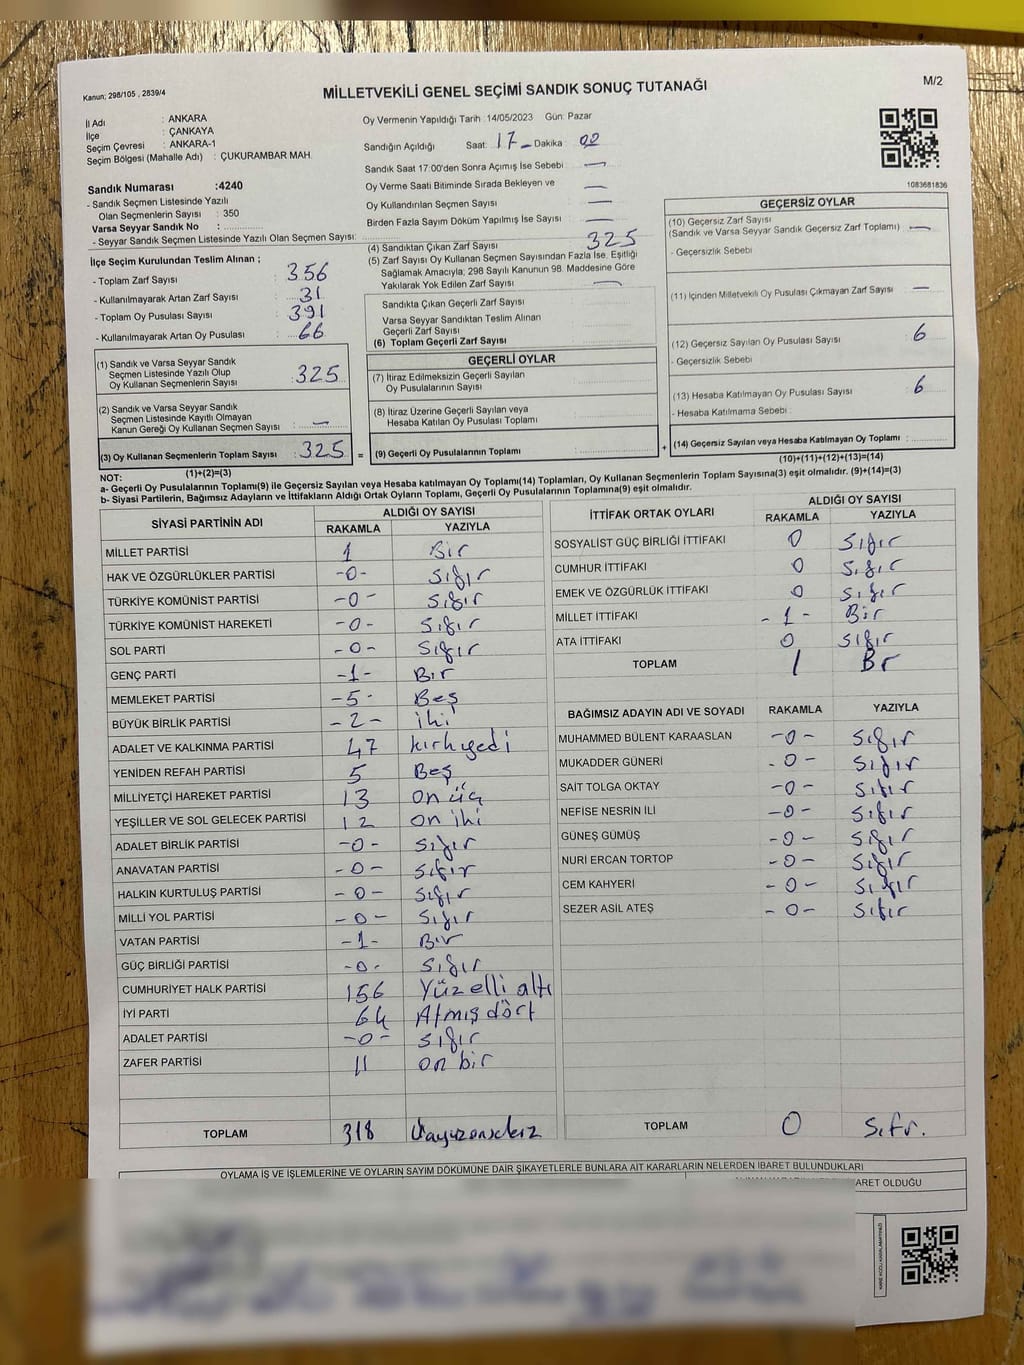 Kanun: 298/105 , 2839/4
MİLLETVEKİLİ GENEL SEÇİMİ SANDIK SONUÇ TUTANAĞI
M/2
İl Adı : ANKARA
İlçe : ÇANKAYA
Seçim Çevresi : ANKARA-1
Seçim Bölgesi (Mahalle Adı) : ÇUKURAMBAR MAH.
Sandık Numarası :4240
- Sandık Seçmen Listesinde Yazılı
Olan Seçmenlerin Sayısı : 350
Varsa Seyyar Sandık No :
- Seyyar Sandık Seçmen Listesinde Yazılı Olan Seçmen Sayısı:
Oy Vermenin Yapıldığı Tarih :14/05/2023 Gün: Pazar
Sandığın Açıldığı Saat: 17 Dakika 00
Sandık Saat 17:00'den Sonra Açımış İse Sebebi : —
Oy Verme Saati Bitiminde Sırada Bekleyen ve —
Oy Kullandırılan Seçmen Sayısı : —
Birden Fazla Sayım Döküm Yapılmış İse Sayısı : —
1083681836
İlçe Seçim Kurulundan Teslim Alınan ;
- Toplam Zarf Sayısı : 356
- Kullanılmayarak Artan Zarf Sayısı : 31
- Toplam Oy Pusulası Sayısı : 391
- Kullanılmayarak Artan Oy Pusulası : 66
(1) Sandık ve Varsa Seyyar Sandık
Seçmen Listesinde Yazılı Olup
Oy Kullanan Seçmenlerin Sayısı : 325
(2) Sandık ve Varsa Seyyar Sandık
Seçmen Listesinde Kayıtlı Olmayan
Kanun Gereği Oy Kullanan Seçmen Sayısı : —
(3) Oy Kullanan Seçmenlerin Toplam Sayısı : 325 =
(1)+(2)=(3)
(4) Sandıktan Çıkan Zarf Sayısı : 325
(5) Zarf Sayısı Oy Kullanan Seçmen Sayısından Fazla İse, Eşitliği
Sağlamak Amacıyla; 298 Sayılı Kanunun 98. Maddesine Göre
Yakılarak Yok Edilen Zarf Sayısı : —
Sandıkta Çıkan Geçerli Zarf Sayısı :
Varsa Seyyar Sandıktan Teslim Alınan
Geçerli Zarf Sayısı :
(6) Toplam Geçerli Zarf Sayısı :
GEÇERLİ OYLAR
(7) İtiraz Edilmeksizin Geçerli Sayılan
Oy Pusulalarının Sayısı :
(8) İtiraz Üzerine Geçerli Sayılan veya
Hesaba Katılan Oy Pusulası Toplamı :
(9) Geçerli Oy Pusulalarının Toplamı : +
GEÇERSİZ OYLAR
(10) Geçersiz Zarf Sayısı
(Sandık ve Varsa Seyyar Sandık Geçersiz Zarf Toplamı) : —
- Geçersizlik Sebebi :
(11) İçinden Milletvekili Oy Pusulası Çıkmayan Zarf Sayısı : —
(12) Geçersiz Sayılan Oy Pusulası Sayısı : 6
- Geçersizlik Sebebi :
(13) Hesaba Katılmayan Oy Pusulası Sayısı : 6
- Hesaba Katılmama Sebebi :
(14) Geçersiz Sayılan veya Hesaba Katılmayan Oy Toplamı :
(10)+(11)+(12)+(13)=(14)
NOT:
a- Geçerli Oy Pusulalarının Toplamı(9) ile Geçersiz Sayılan veya Hesaba katılmayan Oy Toplamı(14) Toplamları, Oy Kullanan Seçmenlerin Toplam Sayısına(3) eşit olmalıdır. (9)+(14)=(3)
b- Siyasi Partilerin, Bağımsız Adayların ve İttifakların Aldığı Ortak Oyların Toplamı, Geçerli Oy Pusulalarının Toplamına(9) eşit olmalıdır.
SİYASİ PARTİNİN ADI ALDIĞI OY SAYISI
RAKAMLA YAZIYLA
MİLLET PARTİSİ 1 Bir
HAK VE ÖZGÜRLÜKLER PARTİSİ -0- Sıfır
TÜRKİYE KOMÜNİST PARTİSİ -0- Sıfır
TÜRKİYE KOMÜNİST HAREKETİ -0- Sıfır
SOL PARTİ -0- Sıfır
GENÇ PARTİ -1- Bir
MEMLEKET PARTİSİ -5- Beş
BÜYÜK BİRLİK PARTİSİ -2- iki
ADALET VE KALKINMA PARTİSİ 47 kırkyedi
YENİDEN REFAH PARTİSİ 5 Beş
MİLLİYETÇİ HAREKET PARTİSİ 13 on üç
YEŞİLLER VE SOL GELECEK PARTİSİ 12 on iki
ADALET BİRLİK PARTİSİ -0- Sıfır
ANAVATAN PARTİSİ -0- Sıfır
HALKIN KURTULUŞ PARTİSİ -0- Sıfır
MİLLİ YOL PARTİSİ -0- Sıfır
VATAN PARTİSİ -1- Bir
GÜÇ BİRLİĞİ PARTİSİ -0- Sıfır
CUMHURİYET HALK PARTİSİ 156 Yüz elli altı
İYİ PARTİ 64 Atmış dört
ADALET PARTİSİ -0- Sıfır
ZAFER PARTİSİ 11 on bir
TOPLAM 318
İTTİFAK ORTAK OYLARI ALDIĞI OY SAYISI
RAKAMLA YAZIYLA
SOSYALİST GÜÇ BİRLİĞİ İTTİFAKI 0 Sıfır
CUMHUR İTTİFAKI 0 Sıfır
EMEK VE ÖZGÜRLÜK İTTİFAKI 0 Sıfır
MİLLET İTTİFAKI -1- Bir
ATA İTTİFAKI 0 Sıfır
TOPLAM 1 Br
BAĞIMSIZ ADAYIN ADI VE SOYADI RAKAMLA YAZIYLA
MUHAMMED BÜLENT KARAASLAN -0- Sıfır
MUKADDER GÜNERİ -0- Sıfır
SAİT TOLGA OKTAY -0- Sıfır
NEFİSE NESRİN İLİ -0- Sıfır
GÜNEŞ GÜMÜŞ -0- Sıfır
NURİ ERCAN TORTOP -0- Sıfır
CEM KAHYERİ -0- Sıfır
SEZER ASİL ATEŞ -0- Sıfır
TOPLAM 0 Sıfr.
OYLAMA İŞ VE İŞLEMLERİNE VE OYLARIN SAYIM DÖKÜMÜNE DAİR ŞİKAYETLERLE BUNLARA AİT KARARLARIN NELERDEN İBARET BULUNDUKLARI
OLDUĞU